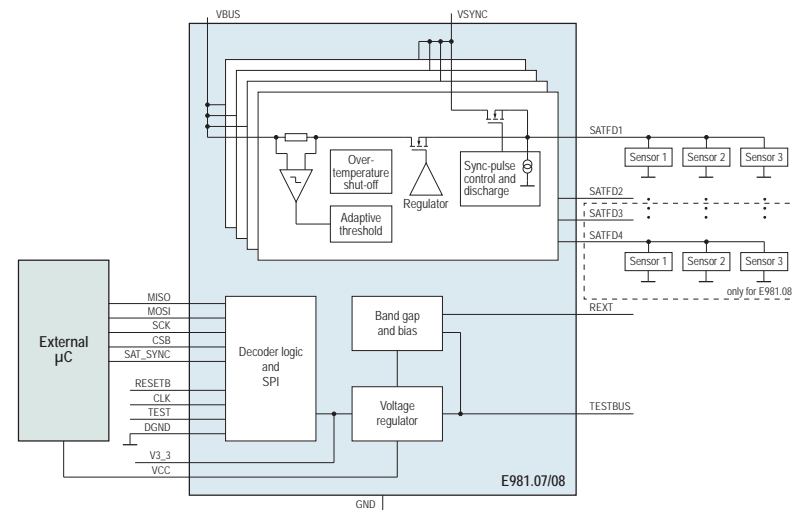 VBUS
VSYNC
Over-
temperature
shut-off
Adaptive
threshold
Regulator
Sync-pulse
control and
discharge
SATFD1
Sensor 1
Sensor 2
Sensor 3
SATFD2
SATFD3
SATFD4
Sensor 1
Sensor 2
Sensor 3
only for E981.08
External
µC
MISO
MOSI
SCK
CSB
SAT_SYNC
RESETB
CLK
TEST
DGND
V3_3
VCC
Decoder logic
and
SPI
Band gap
and bias
Voltage
regulator
REXT
TESTBUS
E981.07/08
GND